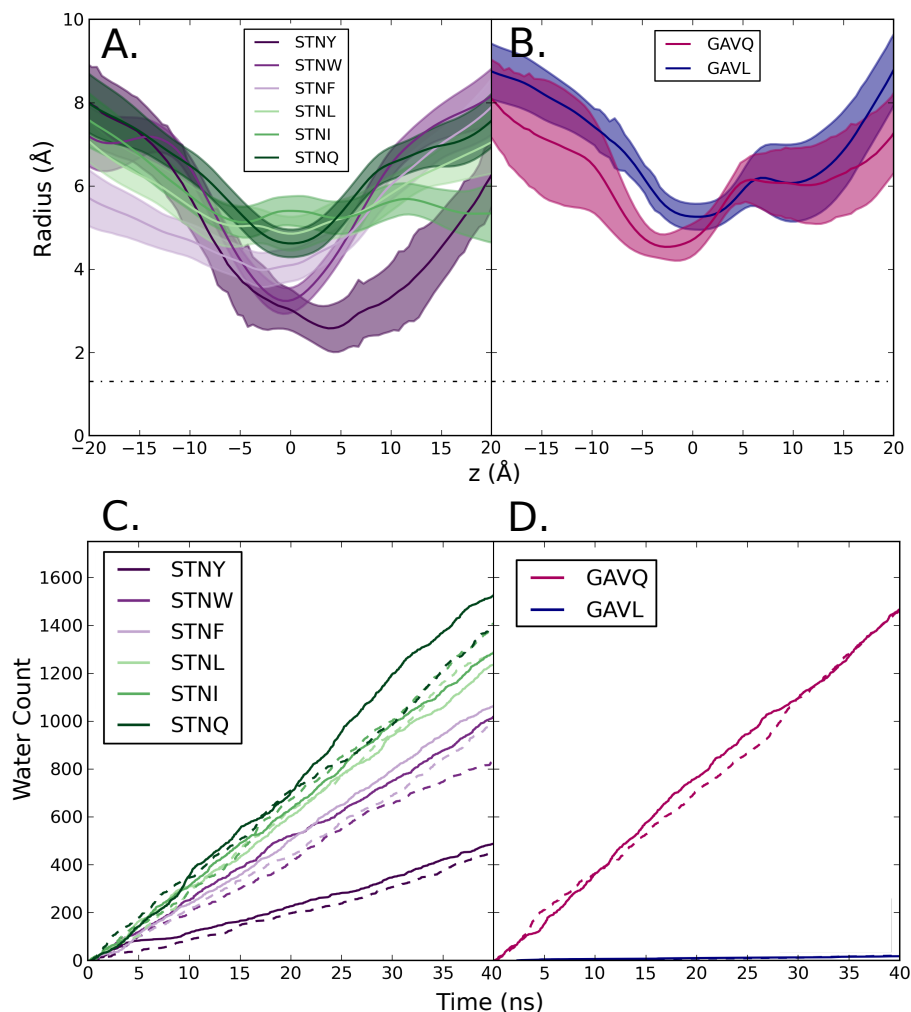 A.
STNY
STNW
STNF
STNL
STNI
STNQ
B.
GAVQ
GAVL
10
8
6
4
2
0
Radius (Å)
−20 −15 −10 −5 0 5 10 15 20 −15 −10 −5 0 5 10 15 20
z (Å)
C.
STNY
STNW
STNF
STNL
STNI
STNQ
D.
GAVQ
GAVL
1600
1400
1200
1000
800
600
400
200
0
Water Count
0 5 10 15 20 25 30 35 40 5 10 15 20 25 30 35 40
Time (ns)